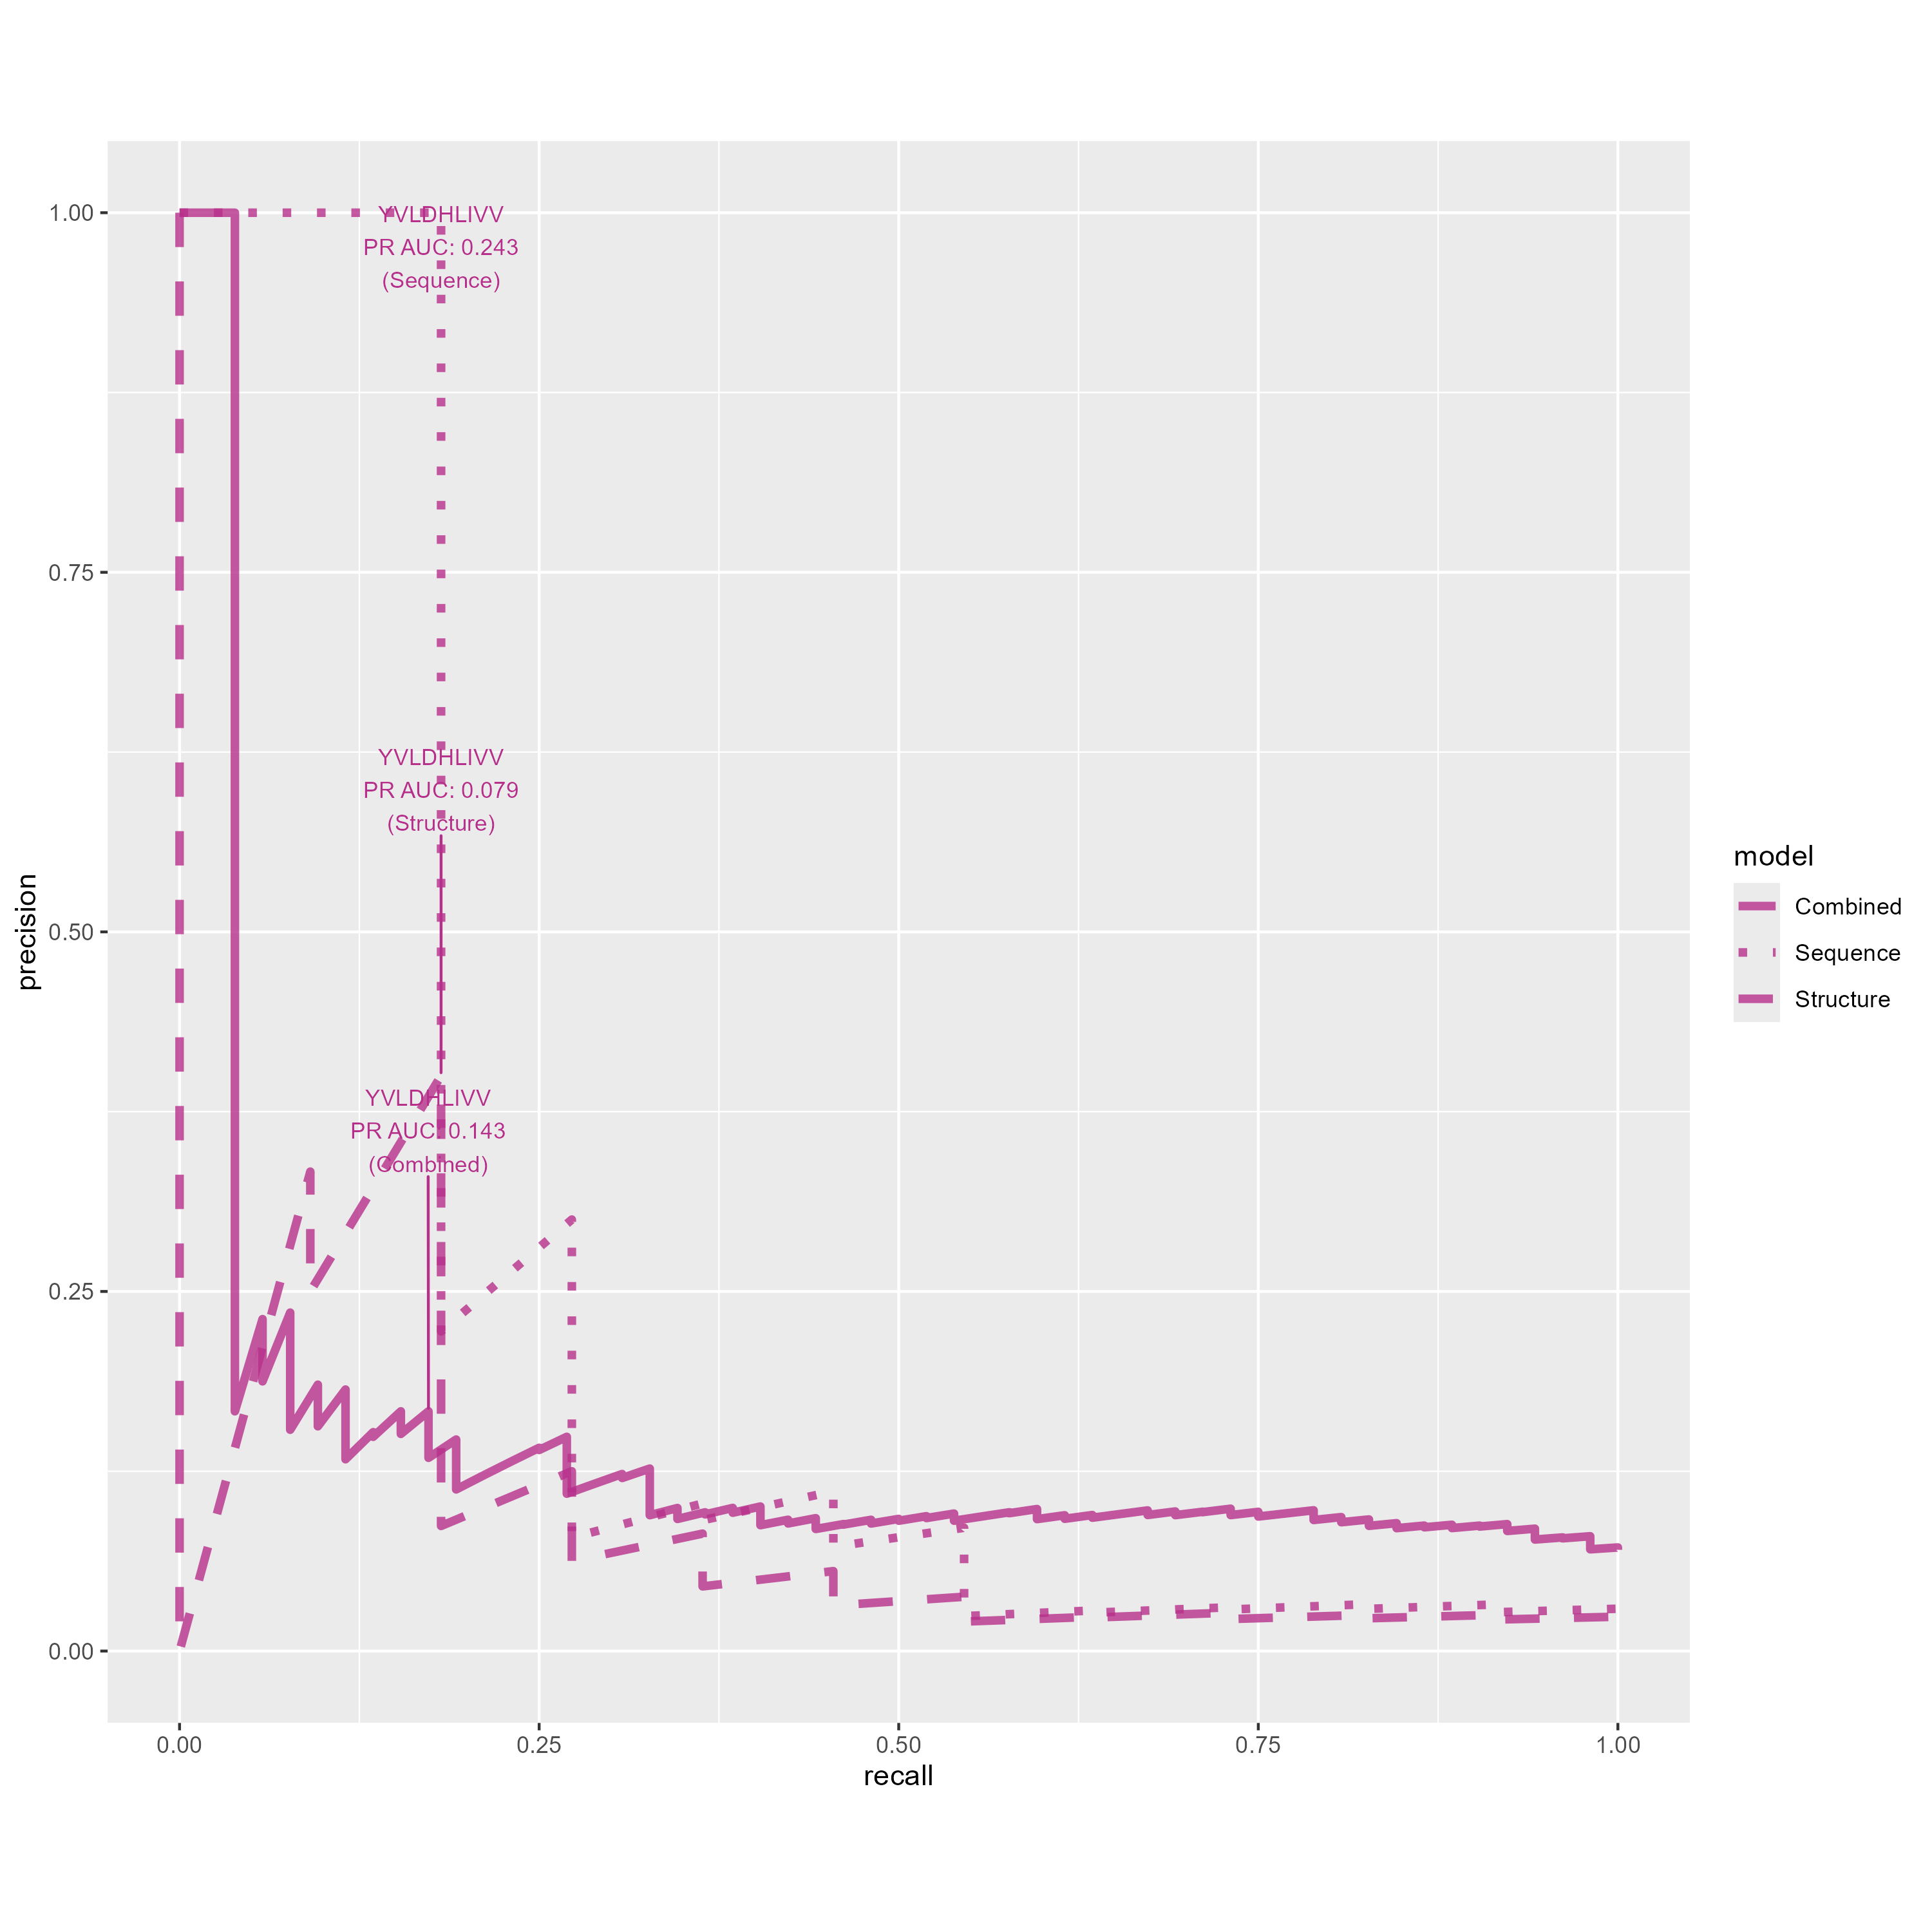 YVLDHLIVV
PR AUC: 0.243
(Sequence)
YVLDHLIVV
PR AUC: 0.079
(Structure)
YVLDHLIVV
PR AUC: 0.143
(Combined)
1.00
0.75
0.50
0.25
0.00
precision
0.00
0.25
0.50
0.75
1.00
recall
model
Combined
Sequence
Structure